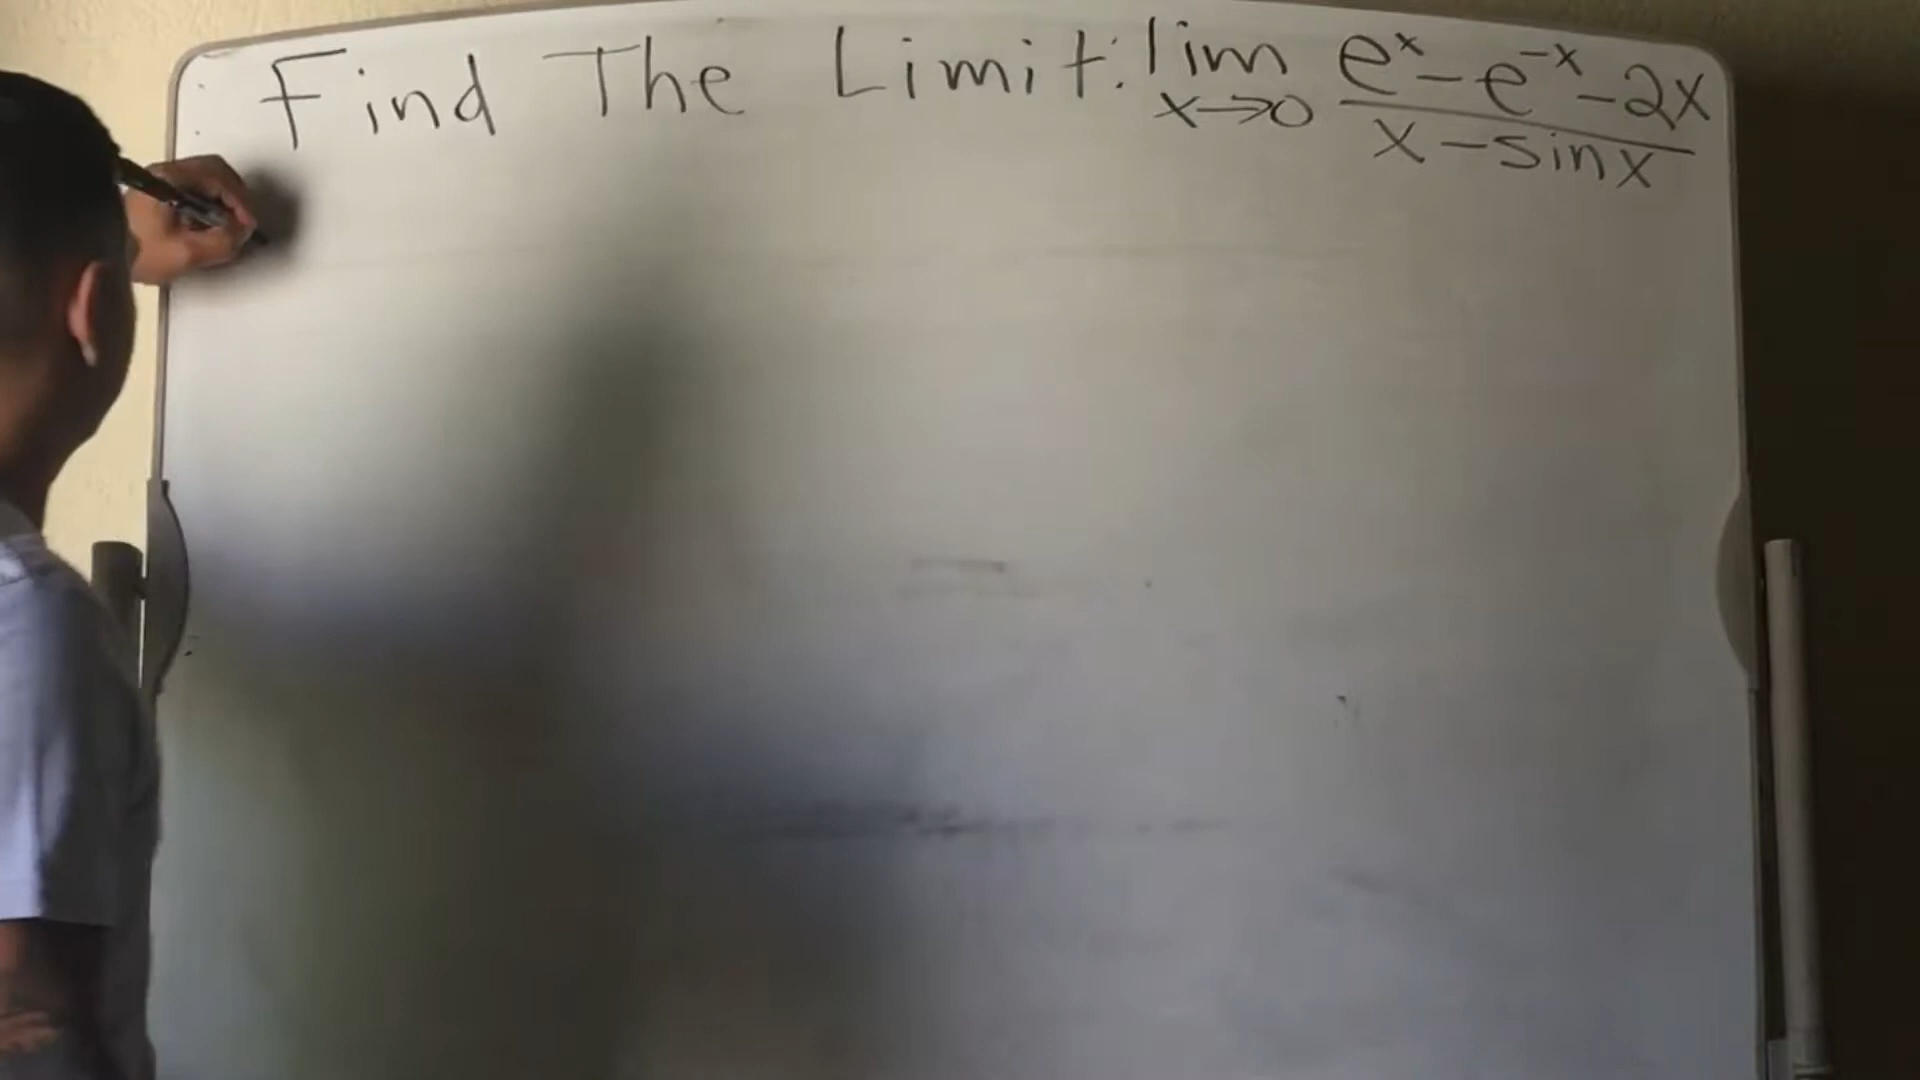 Find The Limit: lim e^x - e^-x - 2x
x→0 x - sinx